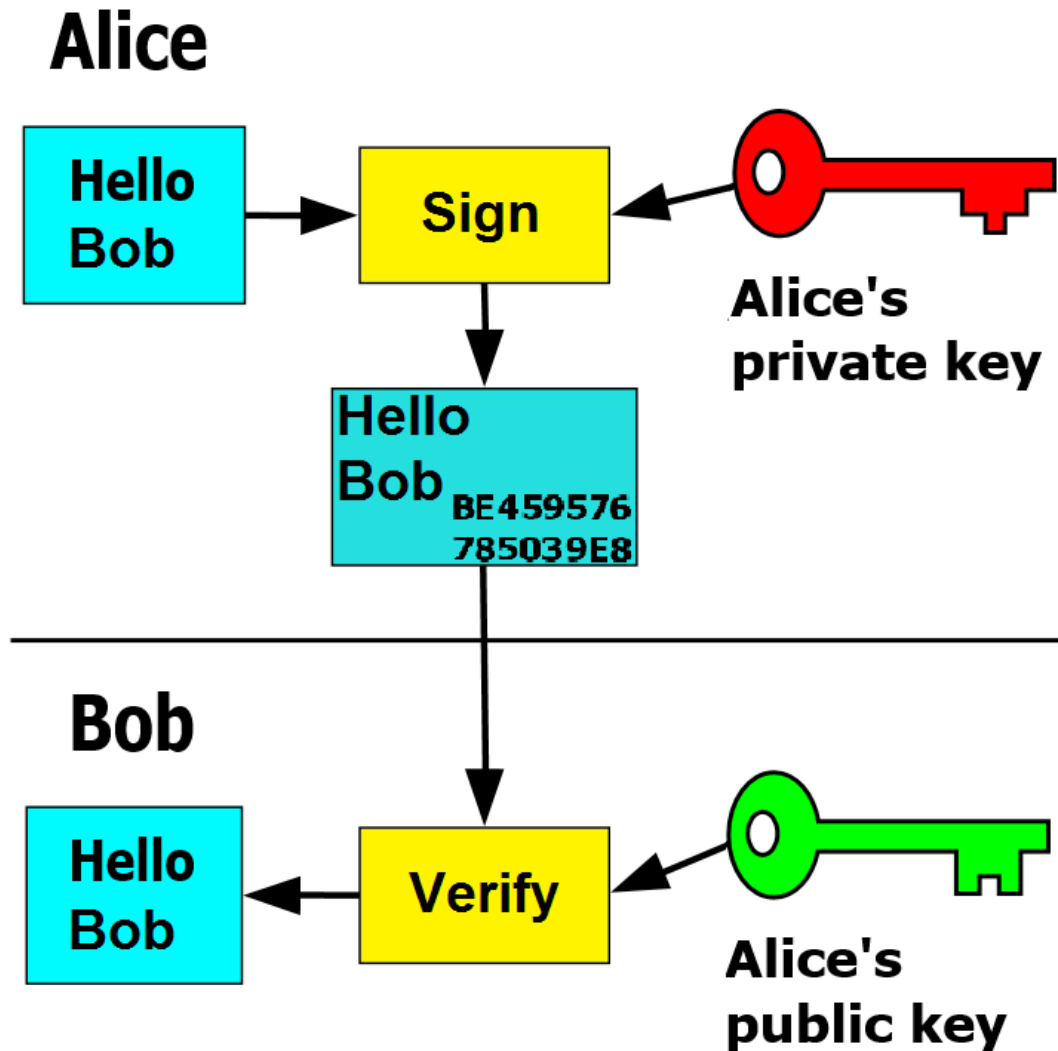 Alice
Hello
Bob
Sign
Alice's
private key
Hello
Bob
BE459576
785039E8
Bob
Hello
Bob
Verify
Alice's
public key